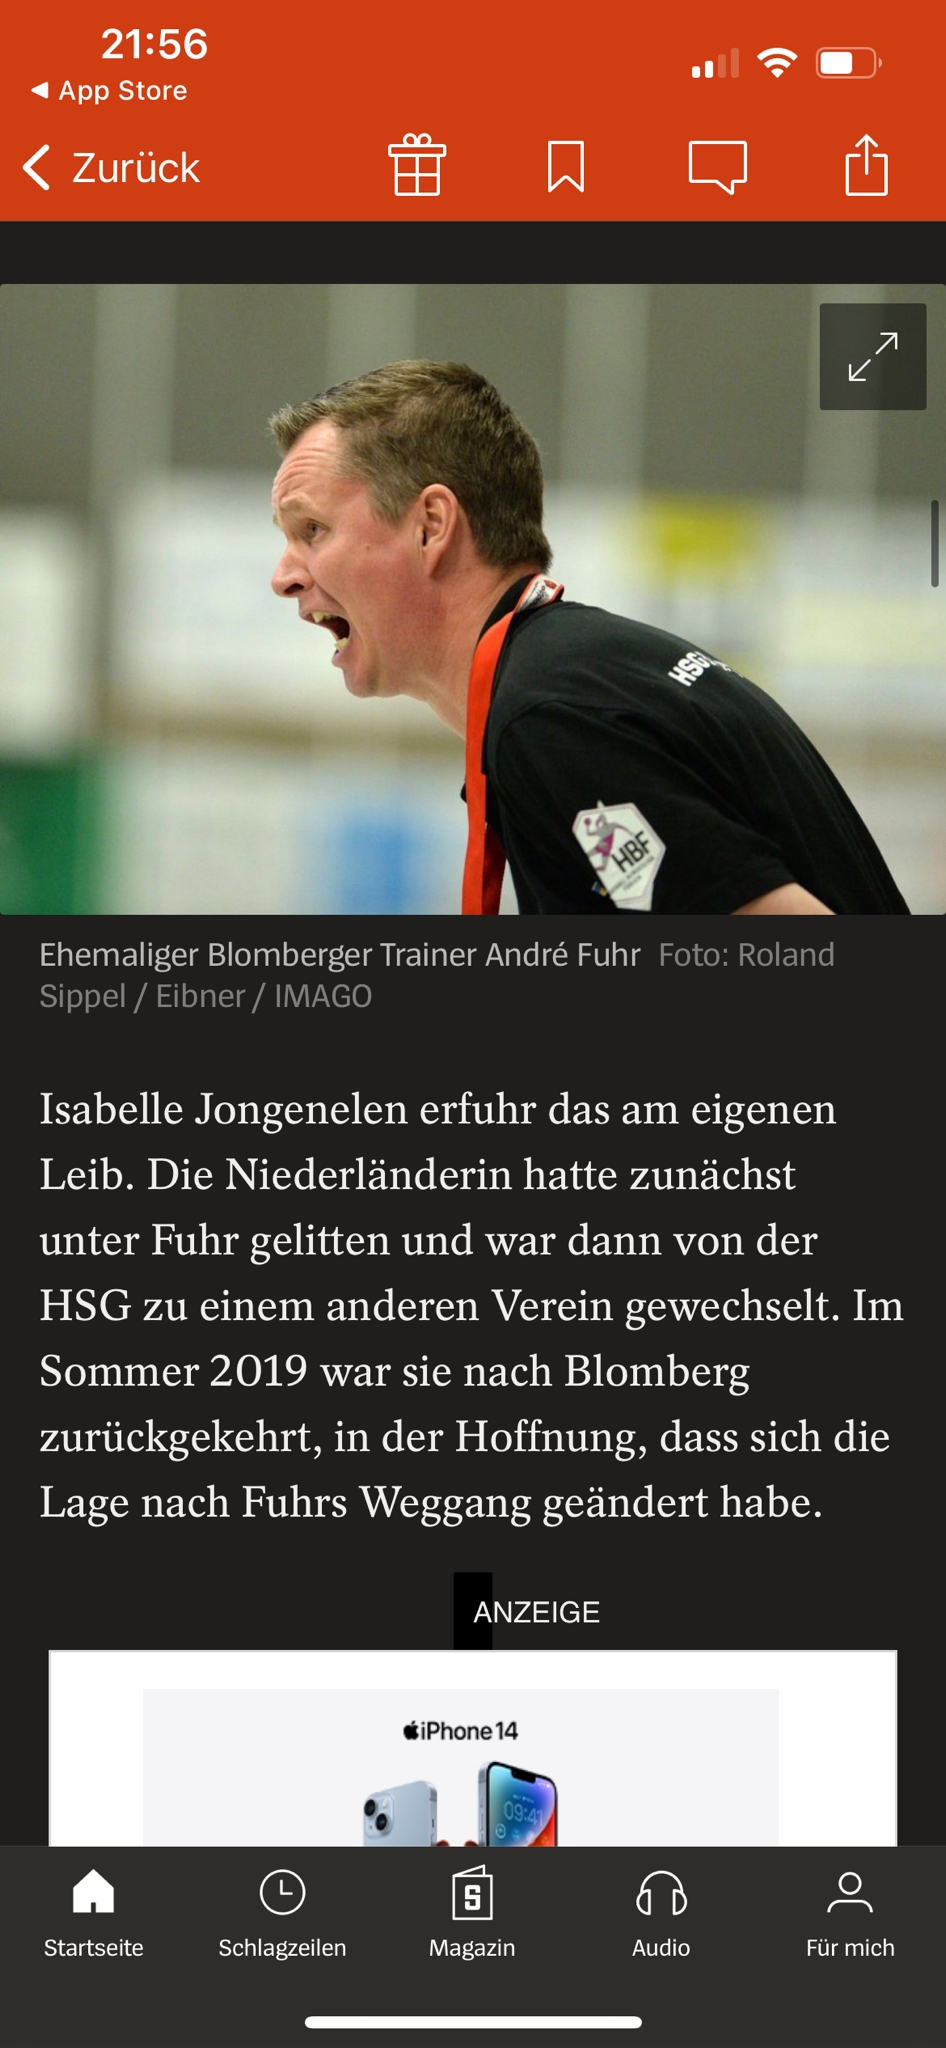 21:56
App Store
Zurück
HBF
Ehemaliger Blomberger Trainer André Fuhr Foto: Roland
Sippel / Eibner / IMAGO
Isabelle Jongenelen erfuhr das am eigenen
Leib. Die Niederländerin hatte zunächst
unter Fuhr gelitten und war dann von der
HSG zu einem anderen Verein gewechselt. Im
Sommer 2019 war sie nach Blomberg
zurückgekehrt, in der Hoffnung, dass sich die
Lage nach Fuhrs Weggang geändert habe.
ANZEIGE
iPhone 14
09:41
S
Startseite Schlagzeilen Magazin Audio Für mich